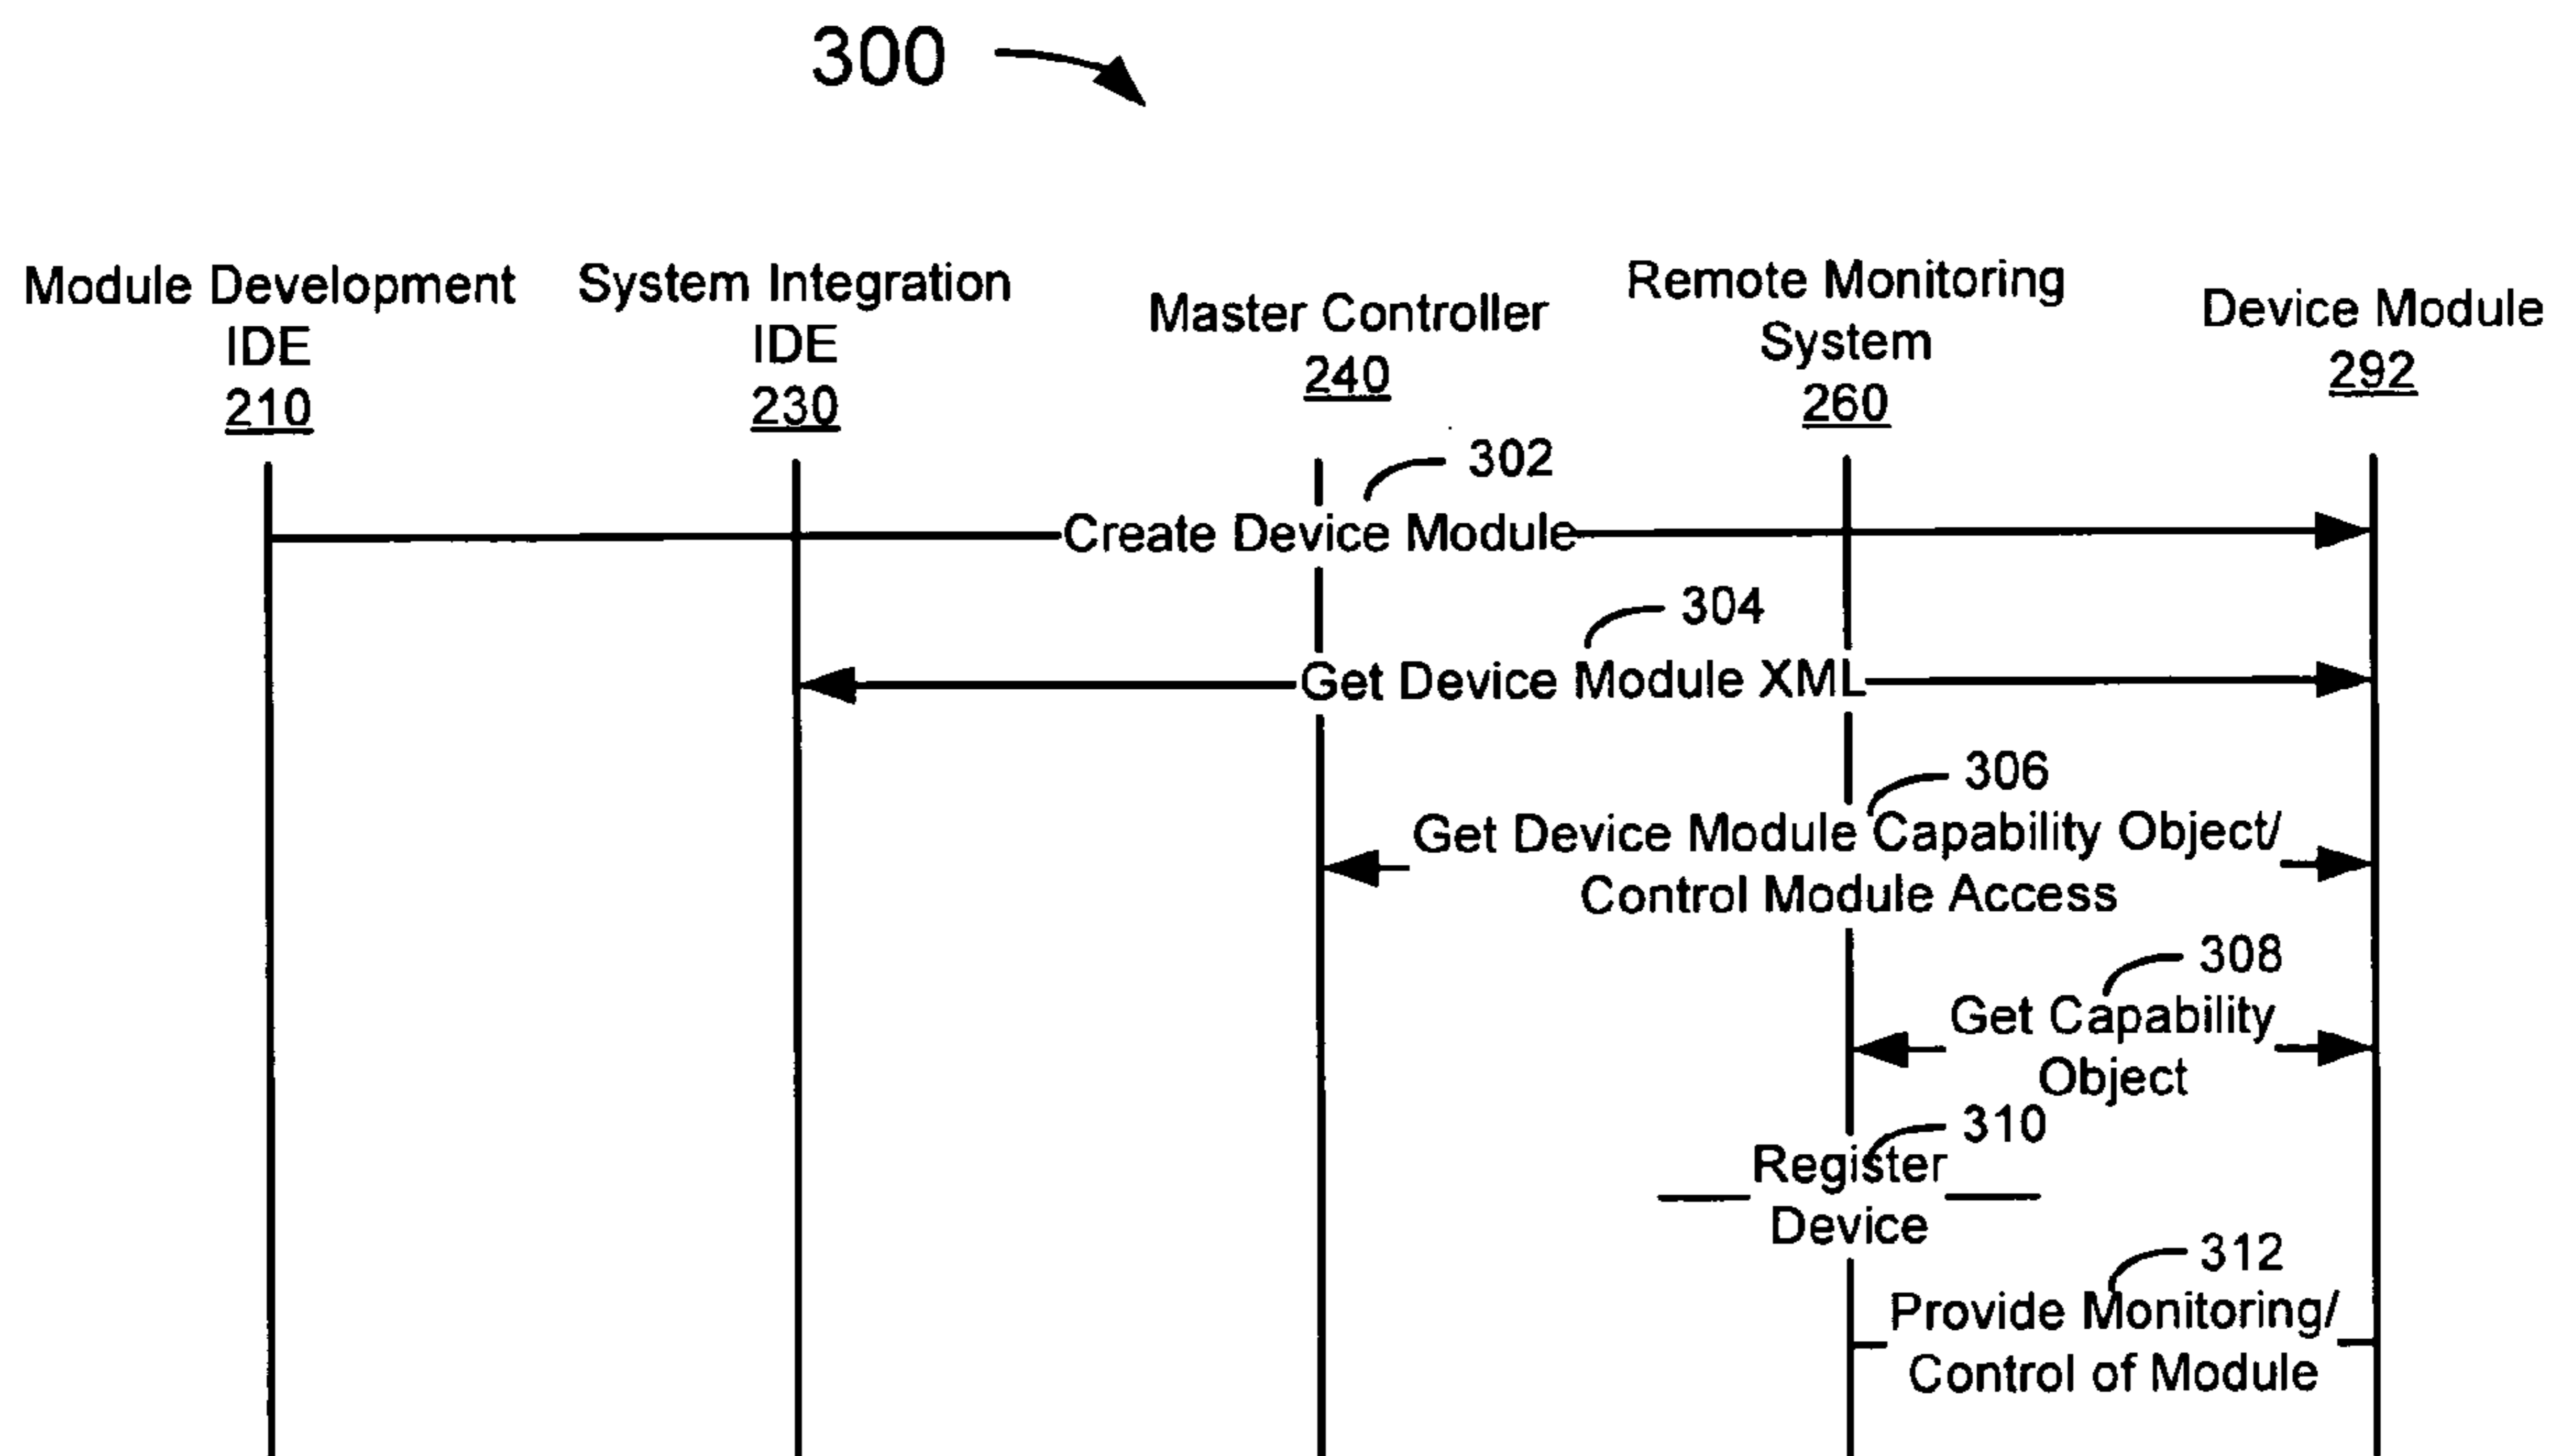 300
Module Development
IDE
210
System Integration
IDE
230
Master Controller
240
Remote Monitoring
System
260
Device Module
292
302
Create Device Module
304
Get Device Module XML
306
Get Device Module Capability Object/
Control Module Access
308
Get Capability
Object
310
Register
Device
312
Provide Monitoring/
Control of Module